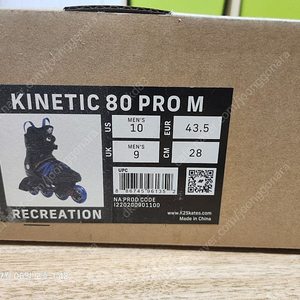 KINETIC 80 PRO M
US
MEN'S
10
EUR
43.5
UK
MEN'S
9
CM
28
UPC
RECREATION
NA PROD CODE
I220200901100
www.K2Skates.com
Made In China